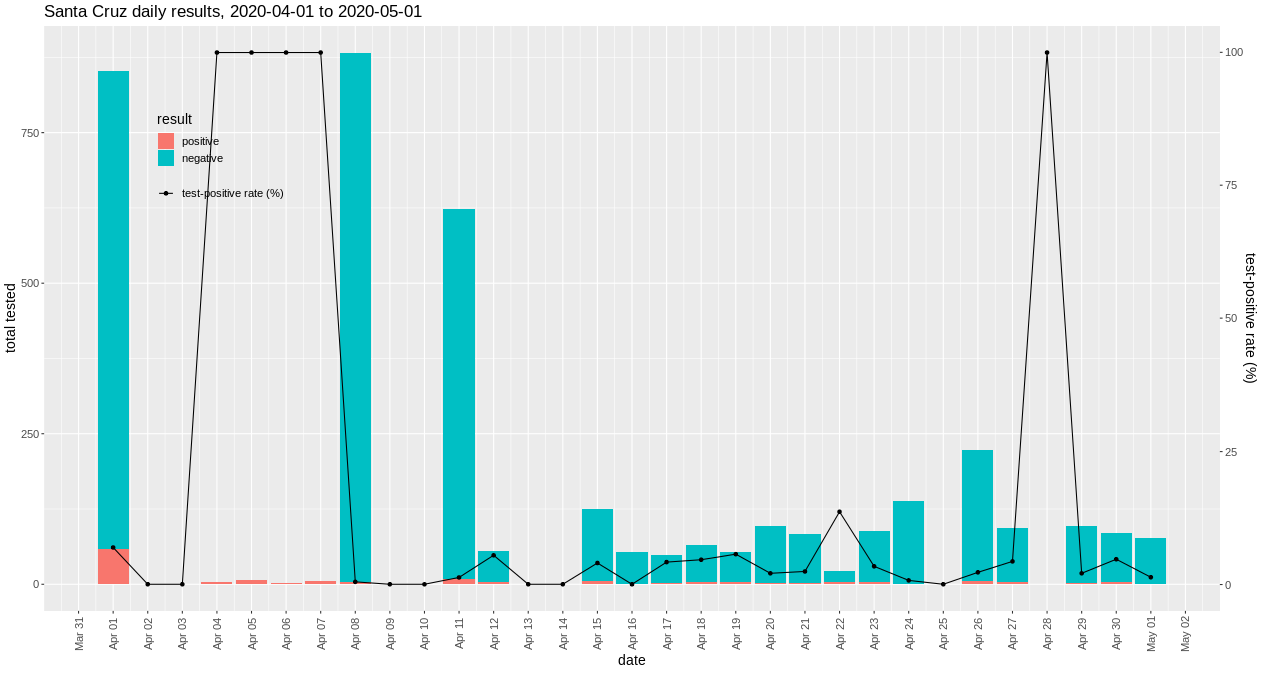 Santa Cruz daily results, 2020-04-01 to 2020-05-01
total tested
750
500
250
0
result
positive
negative
test-positive rate (%)
100
75
50
25
0
test-positive rate (%)
Mar 31
Apr 01
Apr 02
Apr 03
Apr 04
Apr 05
Apr 06
Apr 07
Apr 08
Apr 09
Apr 10
Apr 11
Apr 12
Apr 13
Apr 14
Apr 15
Apr 16
Apr 17
Apr 18
Apr 19
Apr 20
Apr 21
Apr 22
Apr 23
Apr 24
Apr 25
Apr 26
Apr 27
Apr 28
Apr 29
Apr 30
May 01
May 02
date